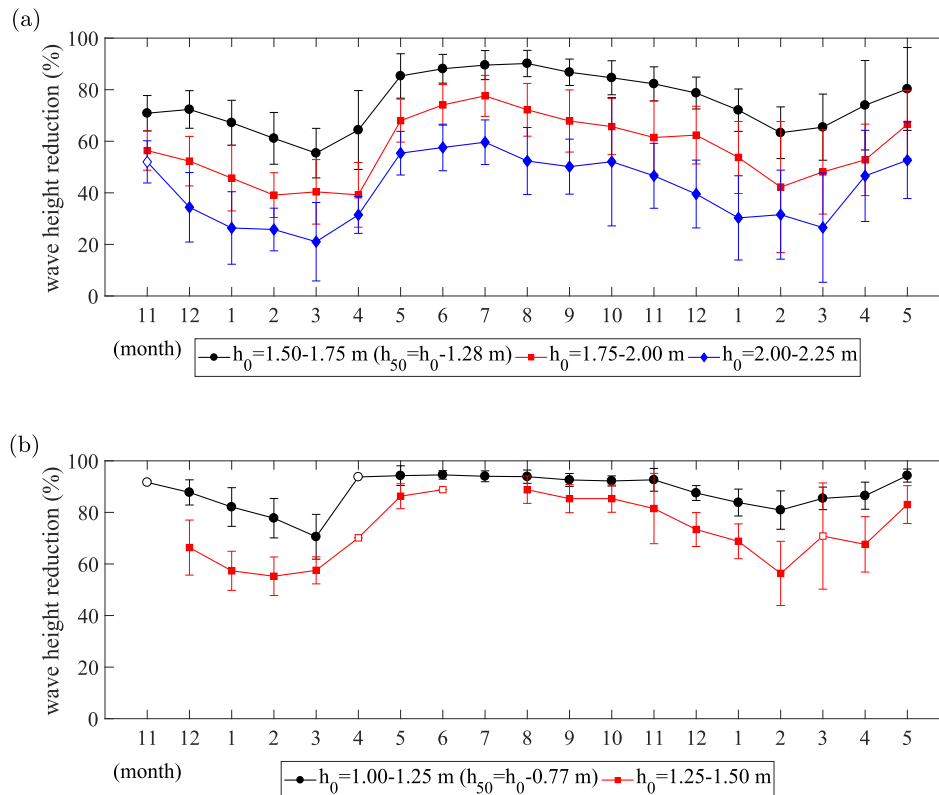 (a)
wave height reduction (%)
100
80
60
40
20
0
11 12 1 2 3 4 5 6 7 8 9 10 11 12 1 2 3 4 5
(month)
h0=1.50-1.75 m (h50=h0-1.28 m) h0=1.75-2.00 m h0=2.00-2.25 m
(b)
wave height reduction (%)
100
80
60
40
20
0
11 12 1 2 3 4 5 6 7 8 9 10 11 12 1 2 3 4 5
(month)
h0=1.00-1.25 m (h50=h0-0.77 m) h0=1.25-1.50 m